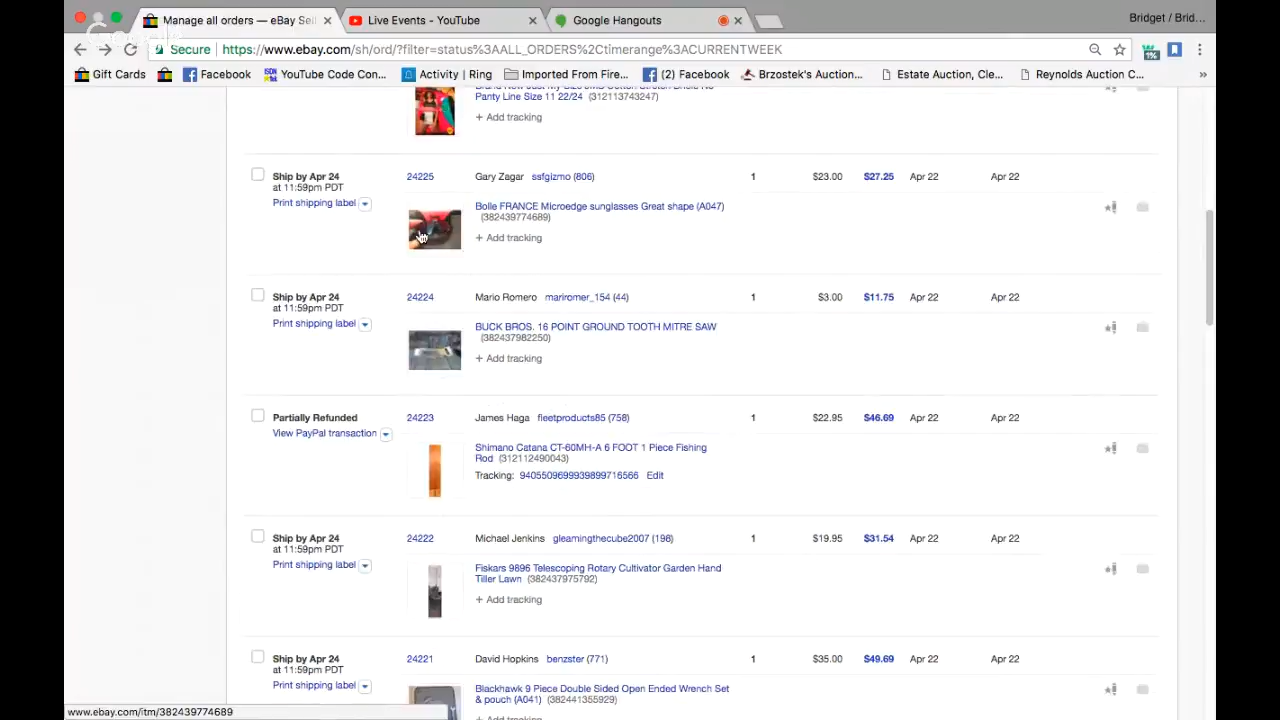 Manage all orders — eBay Sell
Live Events - YouTube
Google Hangouts
Bridget / Brid...
Google
Secure
https://www.ebay.com/sh/ord/?filter=status%3AALL_ORDERS%2Ctimerange%3ACURRENTWEEK
1%
Gift Cards
Facebook
YouTube Code Con...
Activity | Ring
Imported From Fire...
(2) Facebook
Brzostek's Auction...
Estate Auction, Cle...
Reynolds Auction C...
»
Panty Line Size 11 22/24 (312113743247)
+ Add tracking
Ship by Apr 24 24225 Gary Zagar ssfgizmo (806) 1 $23.00 $27.25 Apr 22 Apr 22
at 11:59pm PDT
Print shipping label
Bolle FRANCE Microedge sunglasses Great shape (A047)
(382439774689)
+ Add tracking
Ship by Apr 24 24224 Mario Romero mariromer_154 (44) 1 $3.00 $11.75 Apr 22 Apr 22
at 11:59pm PDT
Print shipping label
BUCK BROS. 16 POINT GROUND TOOTH MITRE SAW
(382437982250)
+ Add tracking
Partially Refunded 24223 James Haga fleetproducts85 (758) 1 $22.95 $46.69 Apr 22 Apr 22
View PayPal transaction
Shimano Catana CT-60MH-A 6 FOOT 1 Piece Fishing
Rod (312112490043)
Tracking: 9405509699939899716566 Edit
Ship by Apr 24 24222 Michael Jenkins gleamingthecube2007 (198) 1 $19.95 $31.54 Apr 22 Apr 22
at 11:59pm PDT
Print shipping label
Fiskars 9896 Telescoping Rotary Cultivator Garden Hand
Tiller Lawn (382437975792)
+ Add tracking
Ship by Apr 24 24221 David Hopkins benzster (771) 1 $35.00 $49.69 Apr 22 Apr 22
at 11:59pm PDT
Print shipping label
Blackhawk 9 Piece Double Sided Open Ended Wrench Set
& pouch (A041) (382441355929)
+ Add tracking
www.ebay.com/itm/382439774689